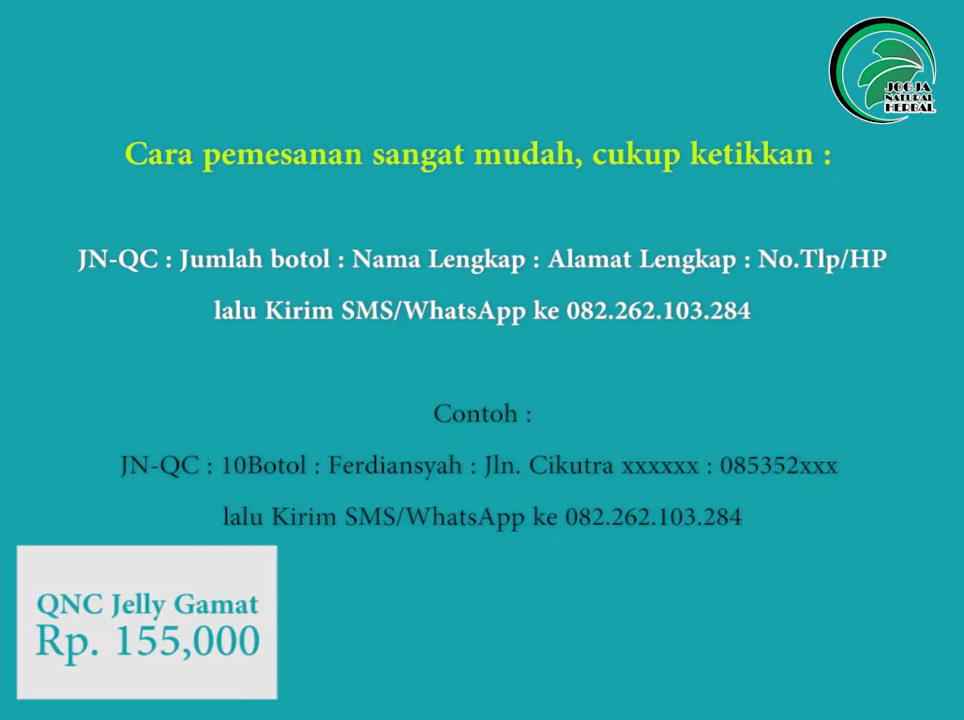 JOGJA
NATURAL
HERBAL
Cara pemesanan sangat mudah, cukup ketikkan :
JN-QC : Jumlah botol : Nama Lengkap : Alamat Lengkap : No.Tlp/HP
lalu Kirim SMS/WhatsApp ke 082.262.103.284
Contoh :
JN-QC : 10Botol : Ferdiansyah : Jln. Cikutra xxxxxx : 085352xxx
lalu Kirim SMS/WhatsApp ke 082.262.103.284
QNC Jelly Gamat
Rp. 155,000